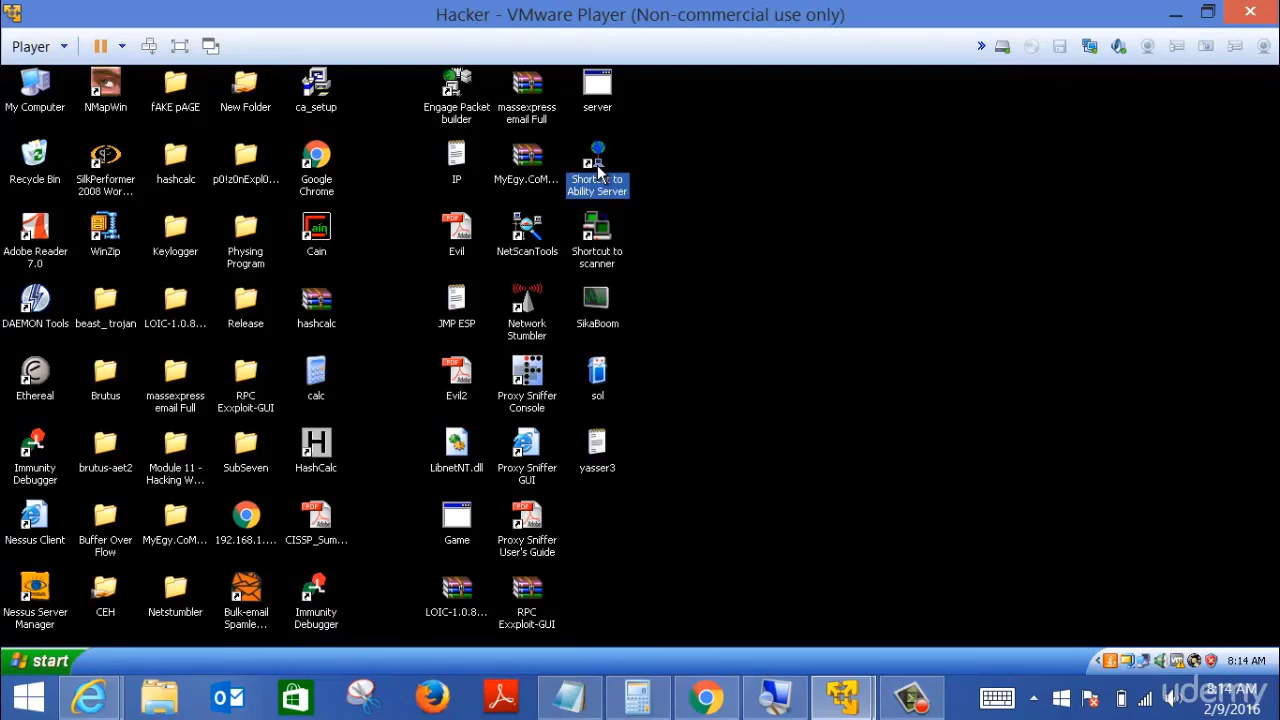 Hacker - VMware Player (Non-commercial use only)
Player
My Computer
NMapWin
fAKE pAGE
New Folder
ca_setup
Engage Packet
builder
massexpress
email Full
server
Recycle Bin
SilkPerformer
2008 Wor...
hashcalc
p0!z0nExpl0...
Google
Chrome
IP
MyEgy.CoM...
Shortcut to
Ability Server
Adobe Reader
7.0
WinZip
Keylogger
Physing
Program
Cain
Evil
NetScanTools
Shortcut to
scanner
DAEMON Tools
beast_trojan
LOIC-1.0.8...
Release
hashcalc
JMP ESP
Network
Stumbler
SikaBoom
Ethereal
Brutus
massexpress
email Full
RPC
Exxploit-GUI
calc
Evil2
Proxy Sniffer
Console
sol
Immunity
Debugger
brutus-aet2
Module 11 -
Hacking W...
SubSeven
HashCalc
LibnetNT.dll
Proxy Sniffer
GUI
yasser3
Nessus Client
Buffer Over
Flow
MyEgy.CoM...
192.168.1....
CISSP_Sum...
Game
Proxy Sniffer
User's Guide
Nessus Server
Manager
CEH
Netstumbler
Bulk-email
Spamle...
Immunity
Debugger
LOIC-1.0.8...
RPC
Exxploit-GUI
start
8:14 AM
8:14 AM
2/9/2016
udemy